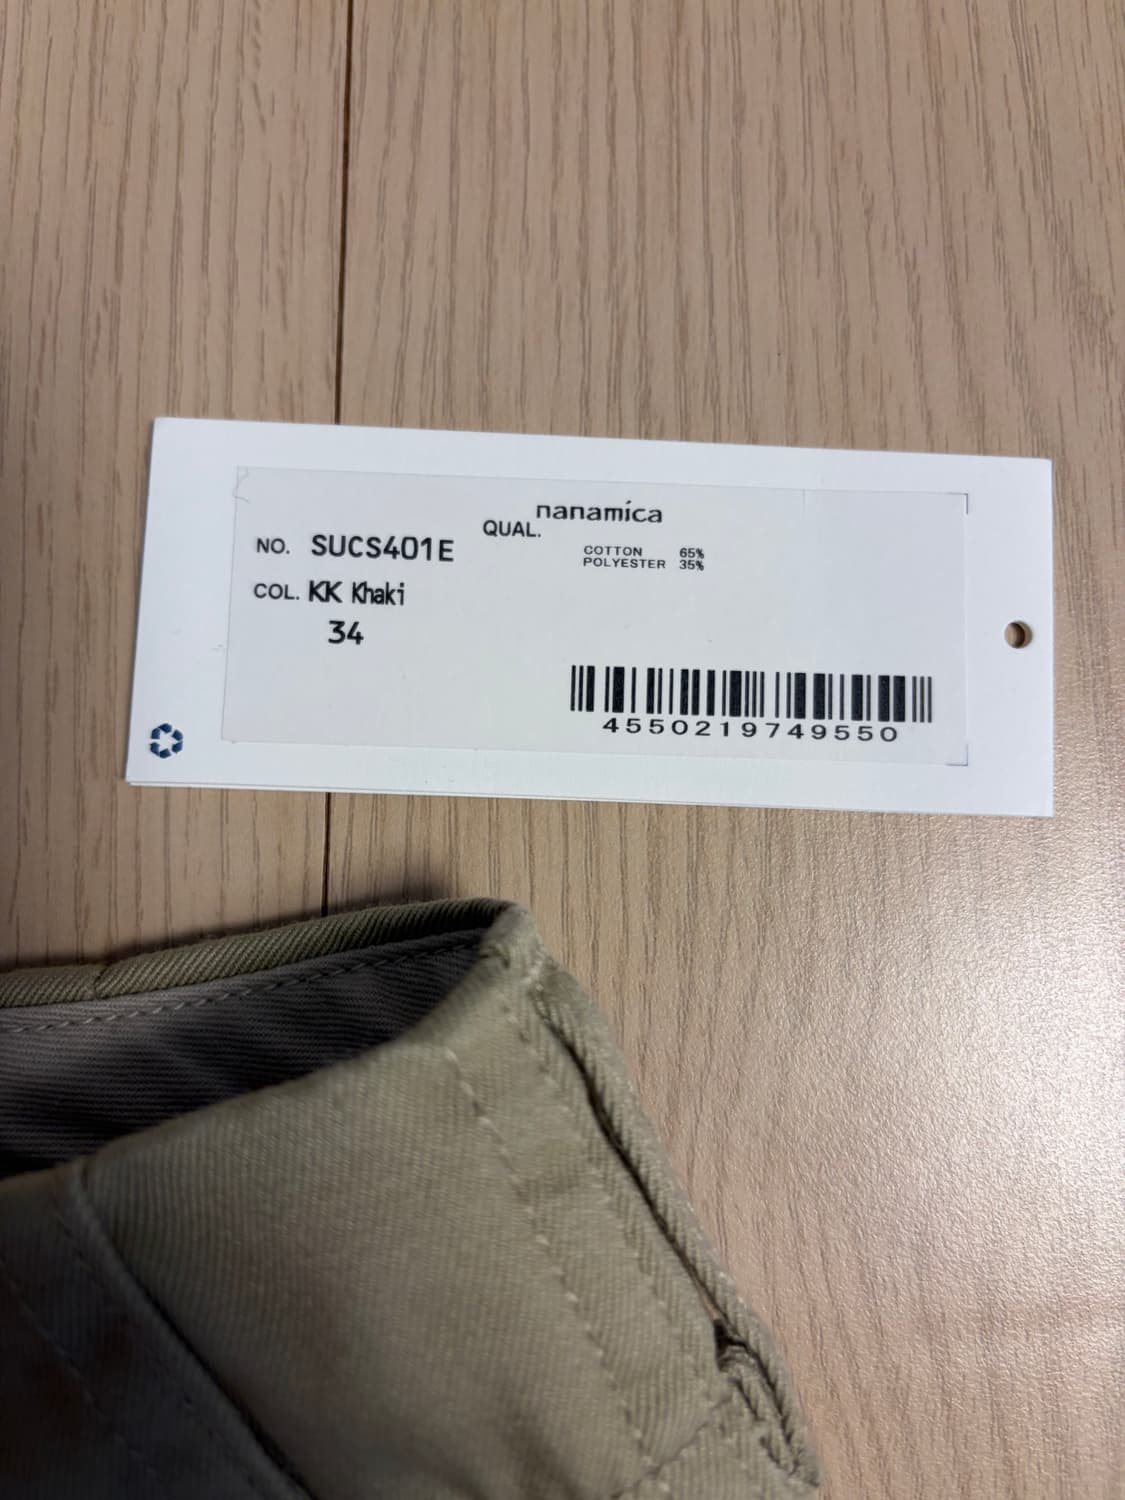 nanamica
NO. SUCS401E QUAL.
COTTON 65%
POLYESTER 35%
COL. KK Khaki
34
4550219749550